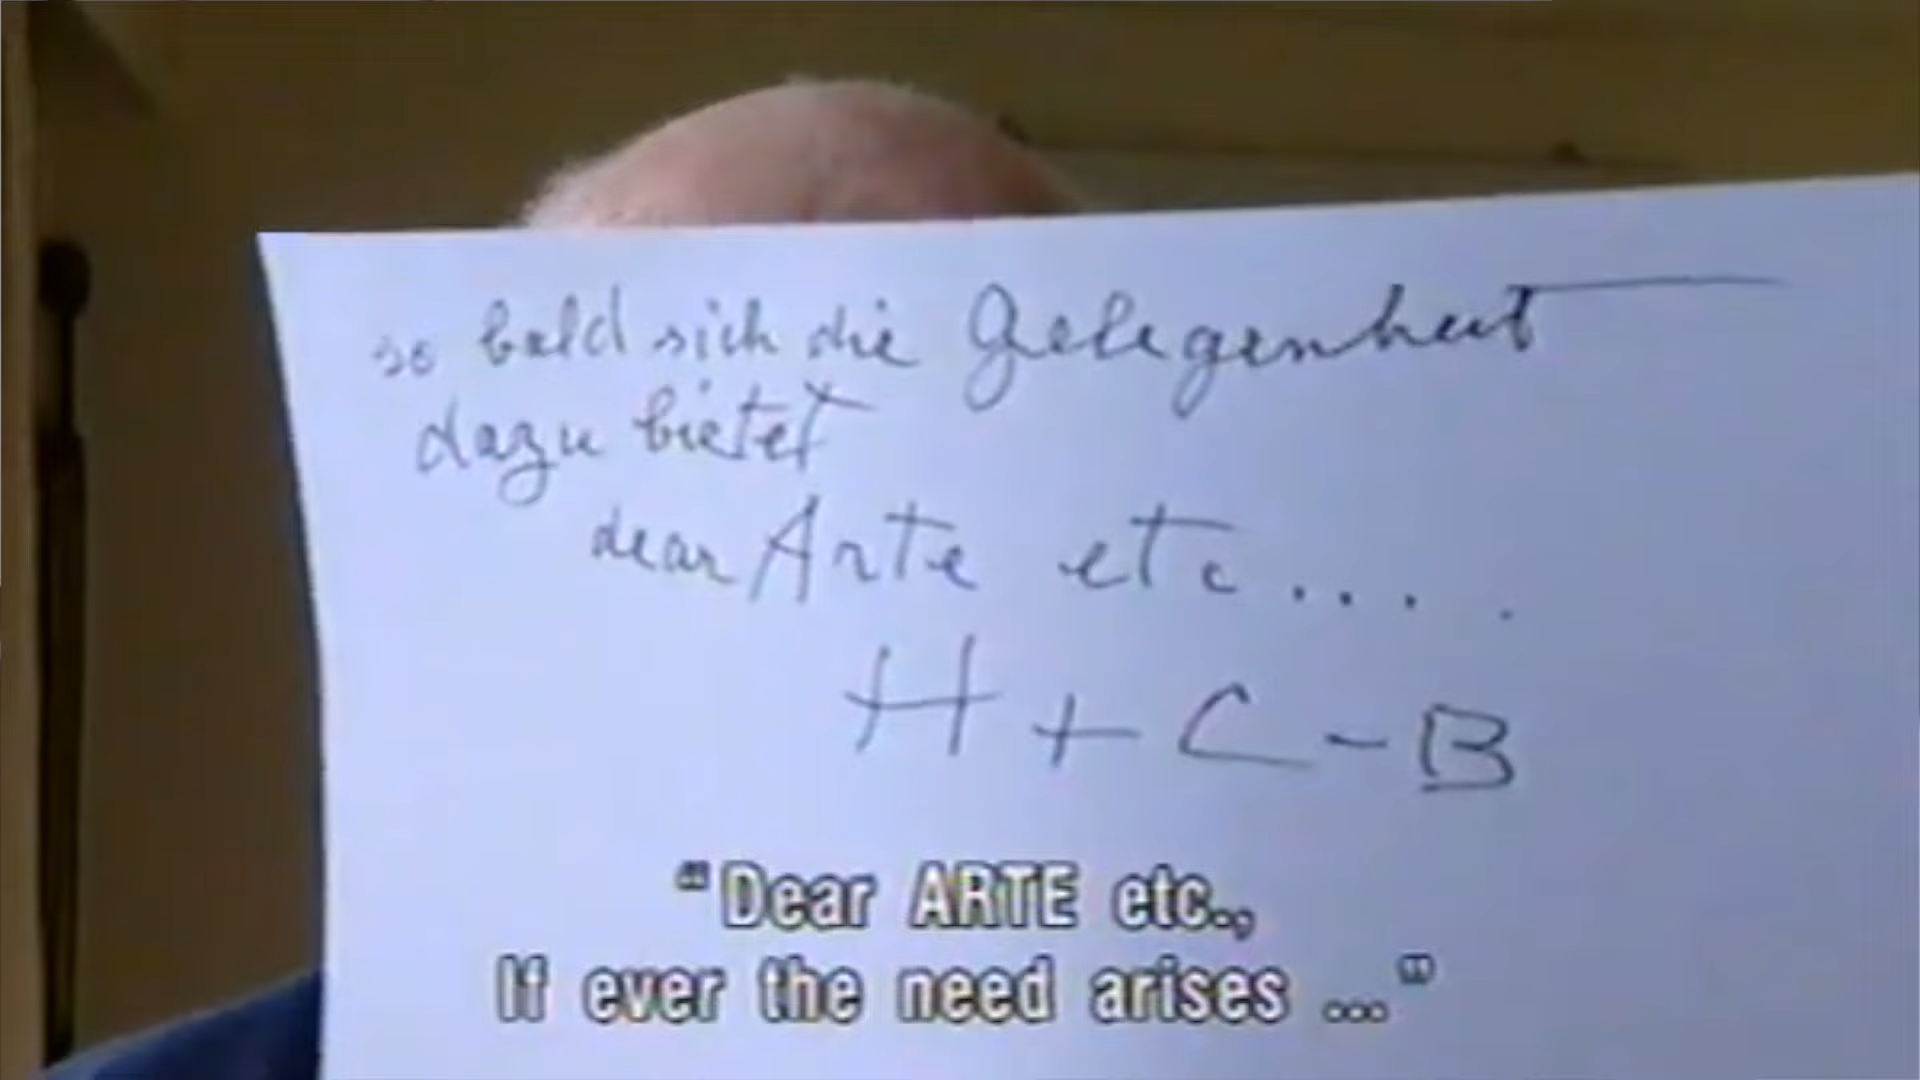 so bald sich die Gelegenheit
dazu bietet
dear Arte etc.....
H + C - B
“Dear ARTE etc.,
If ever the need arises ...”